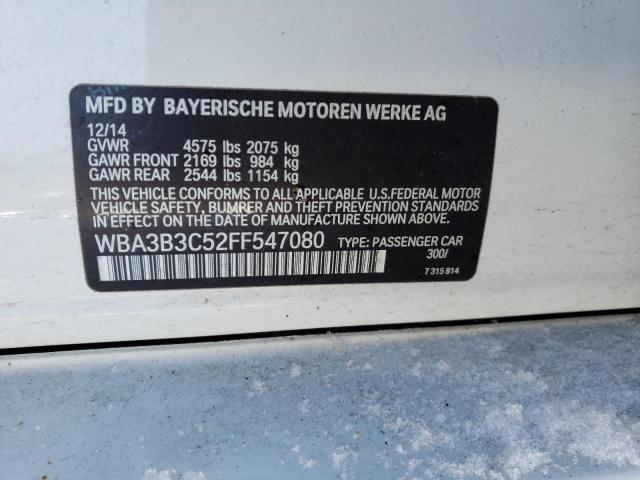 MFD BY BAYERISCHE MOTOREN WERKE AG
12/14
GVWR 4575 lbs 2075 kg
GAWR FRONT 2169 lbs 984 kg
GAWR REAR 2544 lbs 1154 kg
THIS VEHICLE CONFORMS TO ALL APPLICABLE U.S.FEDERAL MOTOR
VEHICLE SAFETY, BUMPER AND THEFT PREVENTION STANDARDS
IN EFFECT ON THE DATE OF MANUFACTURE SHOWN ABOVE.
WBA3B3C52FF547080 TYPE: PASSENGER CAR
300/
7 315 814